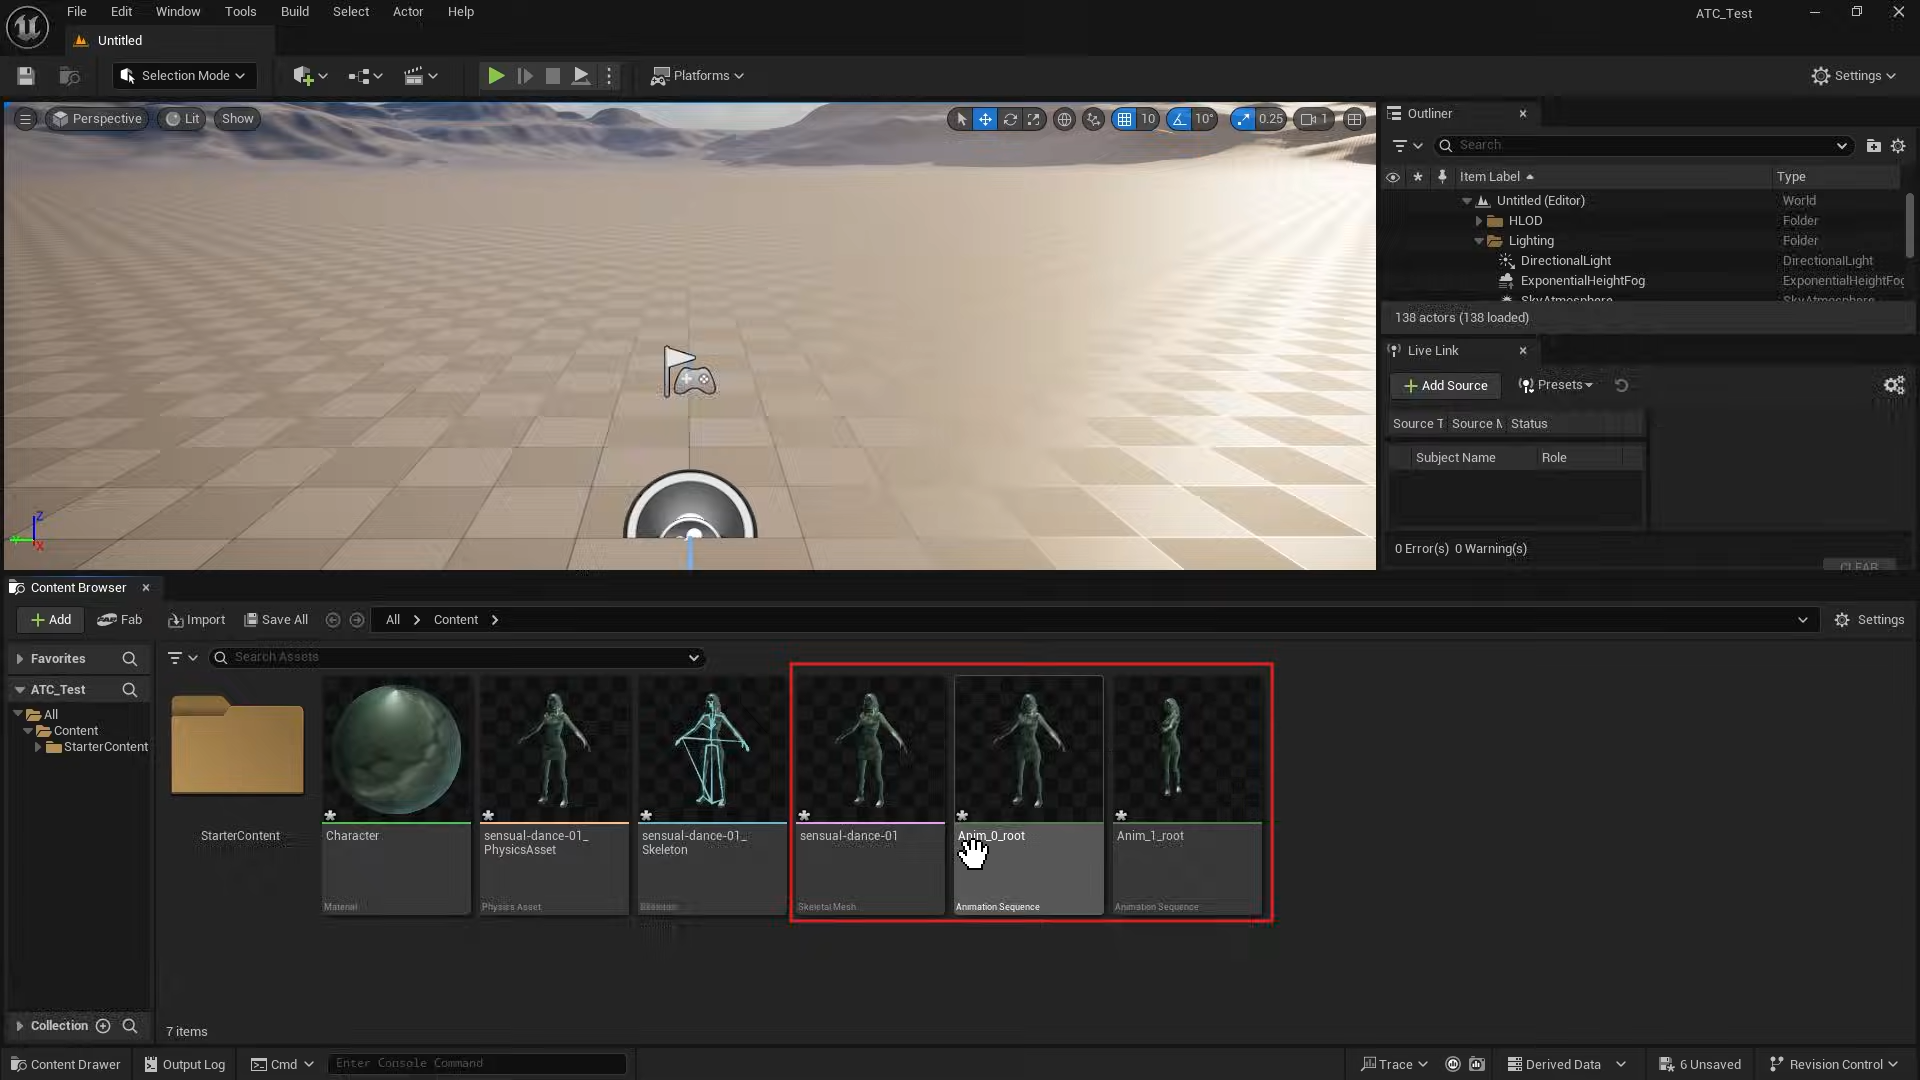 File Edit Window Tools Build Select Actor Help
ATC_Test
Untitled
Selection Mode
Platforms
Settings
Perspective Lit Show
10 10° 0.25 1
Outliner
Search
Item Label Type
Untitled (Editor) World
HLOD Folder
Lighting Folder
DirectionalLight DirectionalLight
ExponentialHeightFog ExponentialHeightFog
SkyAtmosphere SkyAtmosphere
138 actors (138 loaded)
Live Link
Add Source Presets
Source T Source M Status
Subject Name Role
0 Error(s) 0 Warning(s)
CLEAR
Z
Y
X
Content Browser
Add Fab Import Save All All Content Settings
Favorites
Search Assets
ATC_Test
All
Content
StarterContent
StarterContent
Character
Material
sensual-dance-01_
PhysicsAsset
Physics Asset
sensual-dance-01_
Skeleton
Skeleton
sensual-dance-01
Skeletal Mesh
Anim_0_root
Animation Sequence
Anim_1_root
Animation Sequence
Collection
7 items
Content Drawer Output Log Cmd Enter Console Command Trace Derived Data 6 Unsaved Revision Control